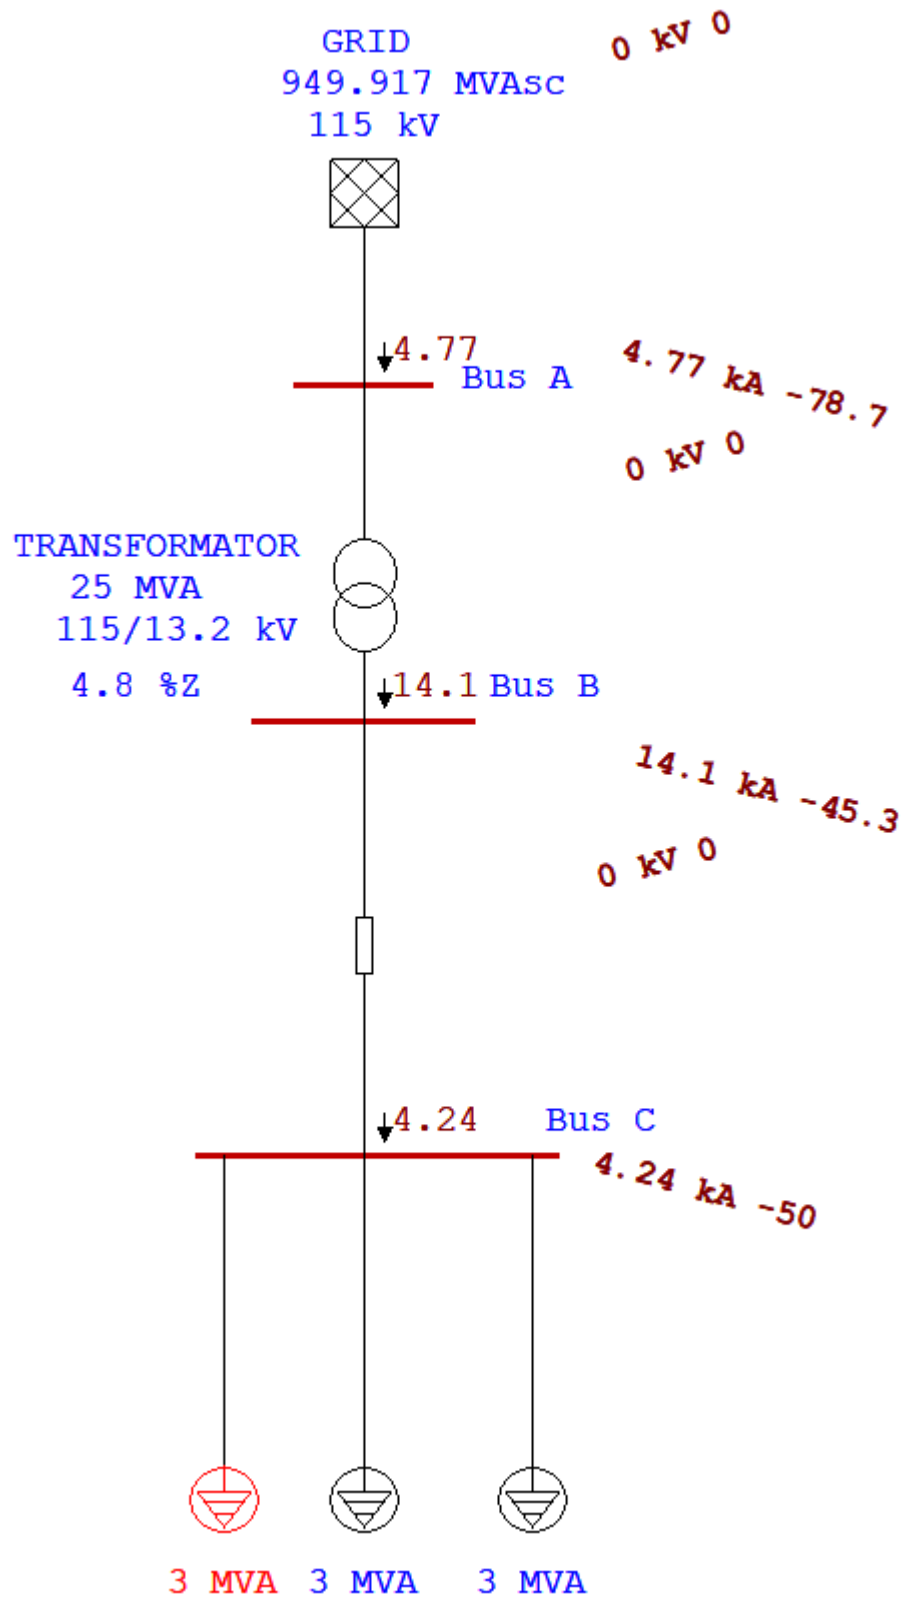 GRID
949.917 MVAsc
115 kV
0 kV 0
4.77
Bus A
4.77 kA -78.7
0 kV 0
TRANSFORMATOR
25 MVA
115/13.2 kV
4.8 %Z
14.1
Bus B
14.1 kA -45.3
0 kV 0
4.24
Bus C
4.24 kA -50
3 MVA
3 MVA
3 MVA